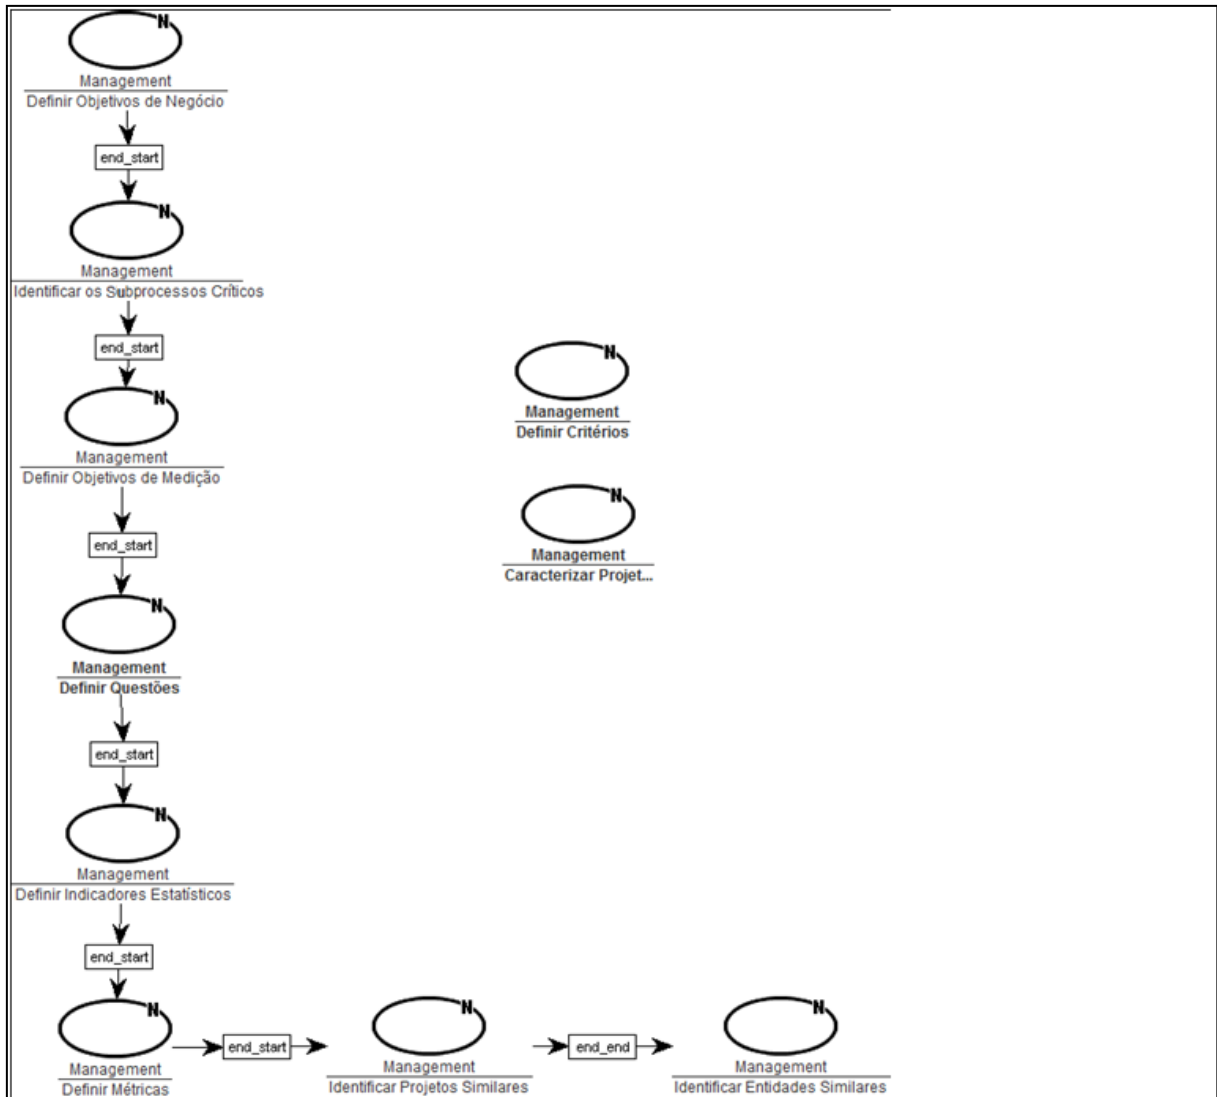 N
Management
Definir Objetivos de Negócio
end_start
N
Management
Identificar os Subprocessos Críticos
end_start
N
Management
Definir Objetivos de Medição
end_start
N
Management
Definir Critérios
N
Management
Caracterizar Projet...
N
Management
Definir Questões
end_start
N
Management
Definir Indicadores Estatísticos
end_start
N
Management
Definir Métricas
end_start
N
Management
Identificar Projetos Similares
end_end
N
Management
Identificar Entidades Similares